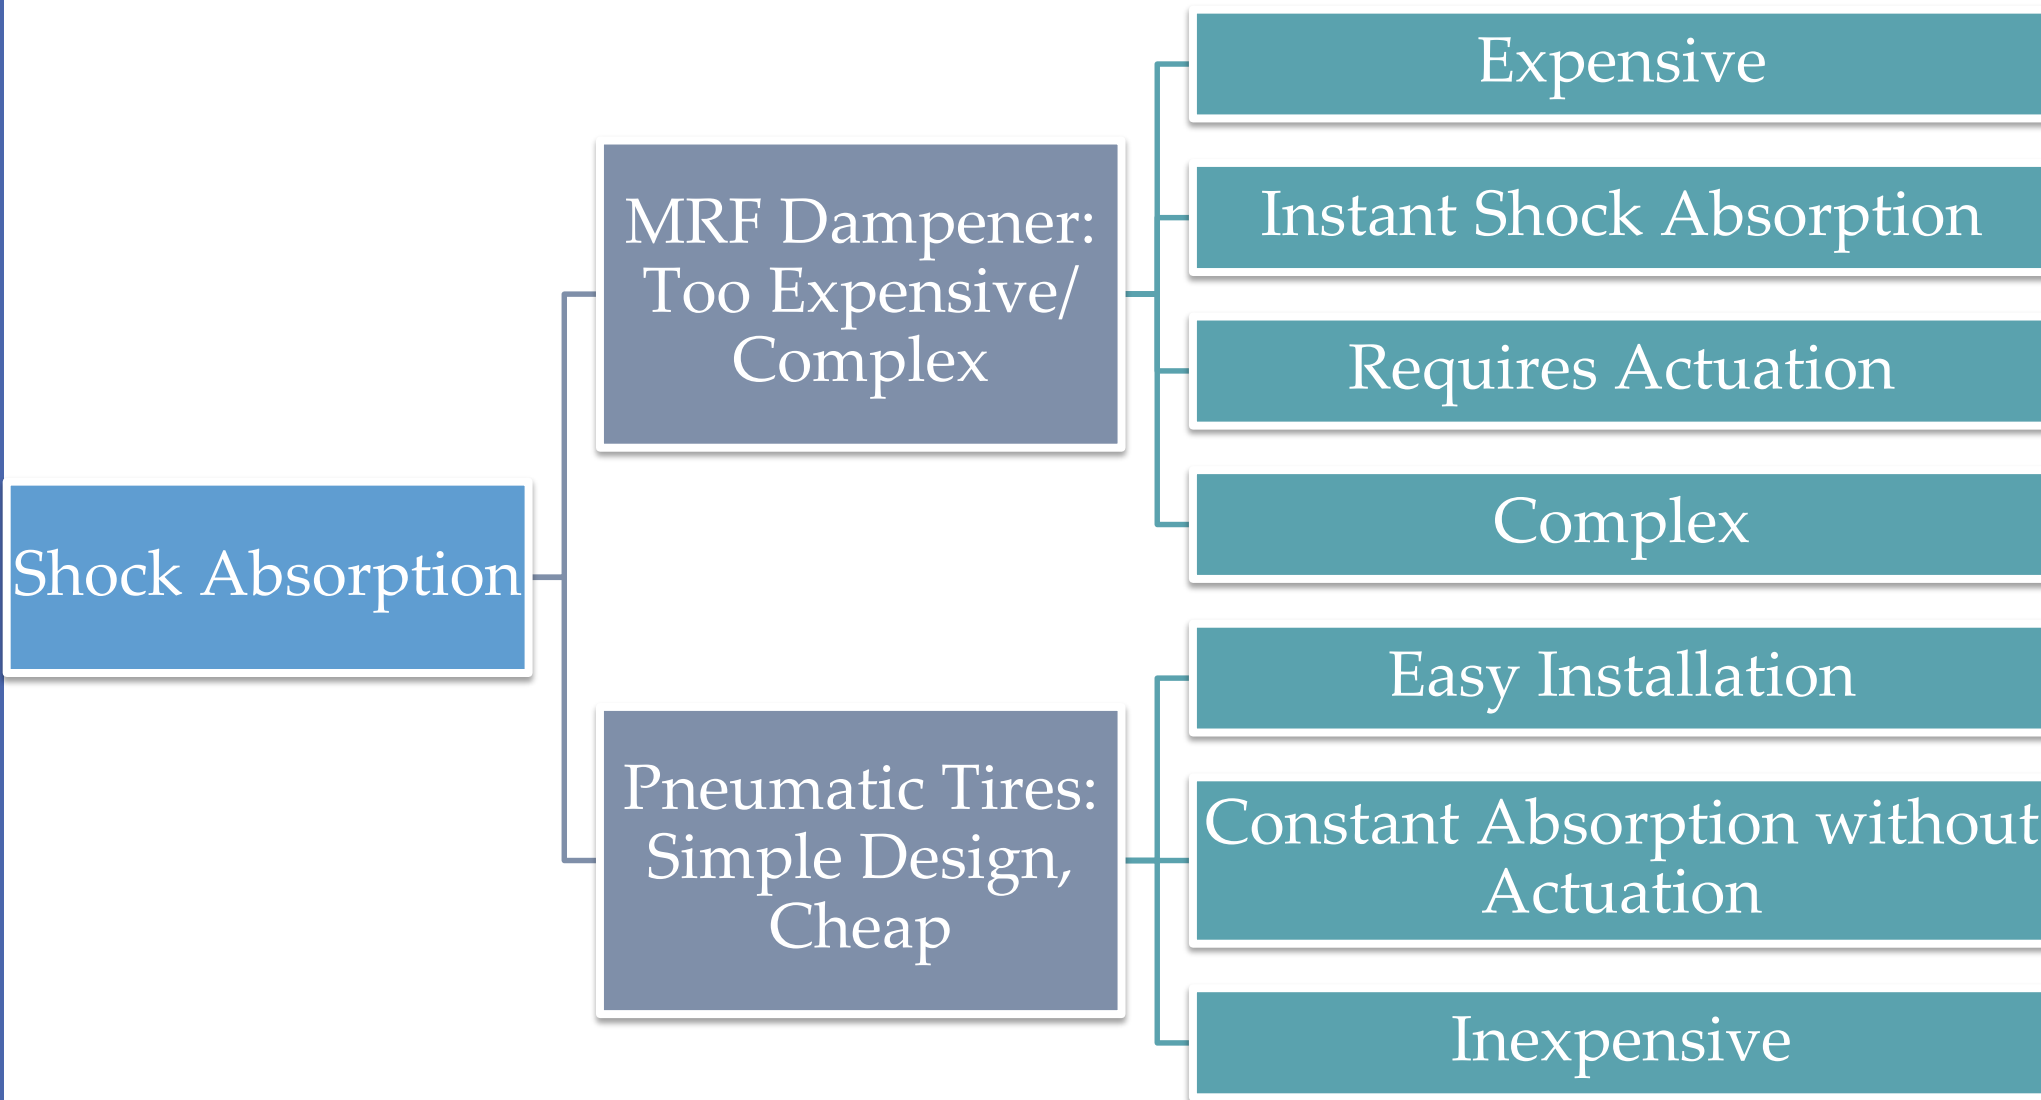 Shock Absorption
MRF Dampener:
Too Expensive/
Complex
Expensive
Instant Shock Absorption
Requires Actuation
Complex
Pneumatic Tires:
Simple Design,
Cheap
Easy Installation
Constant Absorption without
Actuation
Inexpensive